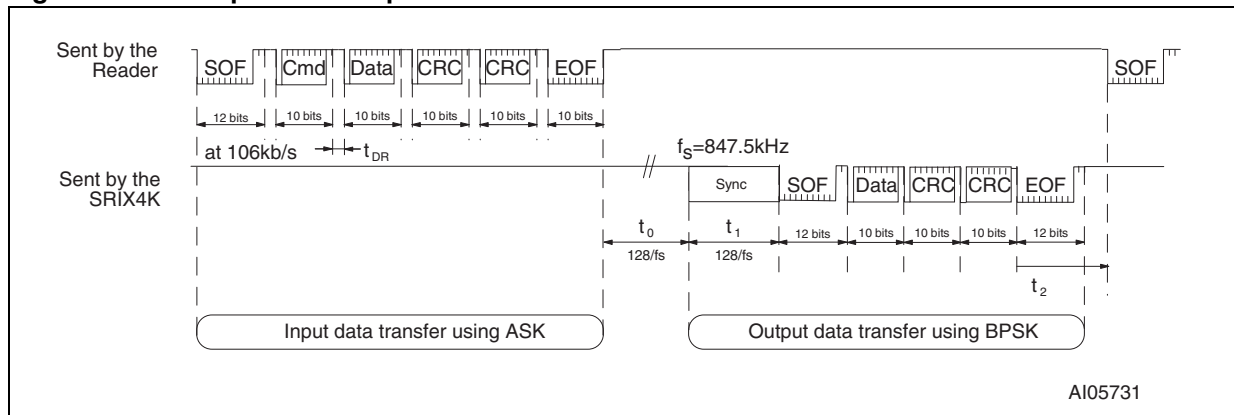 Sent by the
Reader
SOF
Cmd
Data
CRC
CRC
EOF
SOF
12 bits
10 bits
10 bits
10 bits
10 bits
10 bits
at 106kb/s
tDR
fS=847.5kHz
Sent by the
SRIX4K
Sync
SOF
Data
CRC
CRC
EOF
t0
t1
12 bits
10 bits
10 bits
10 bits
12 bits
128/fs
128/fs
t2
Input data transfer using ASK
Output data transfer using BPSK
AI05731